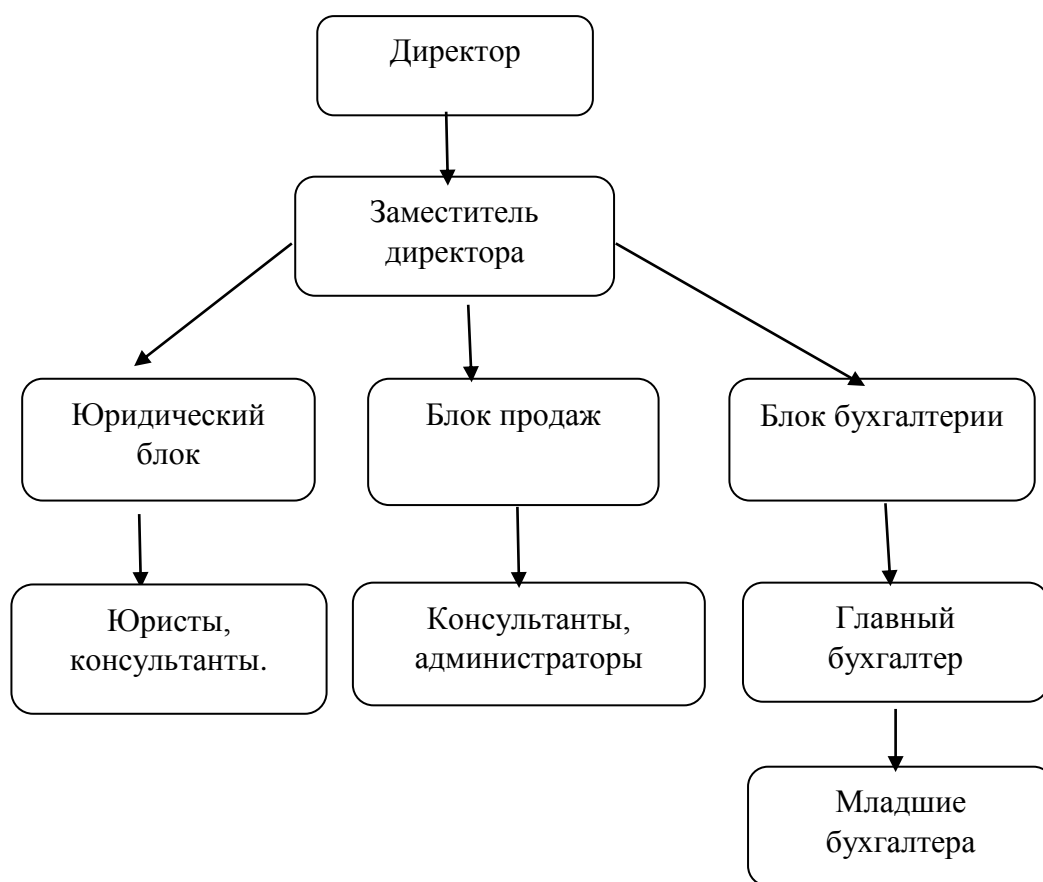 Директор
Заместитель
директора
Юридический
блок
Блок продаж
Блок бухгалтерии
Юристы,
консультанты.
Консультанты,
администраторы
Главный
бухгалтер
Младшие
бухгалтера